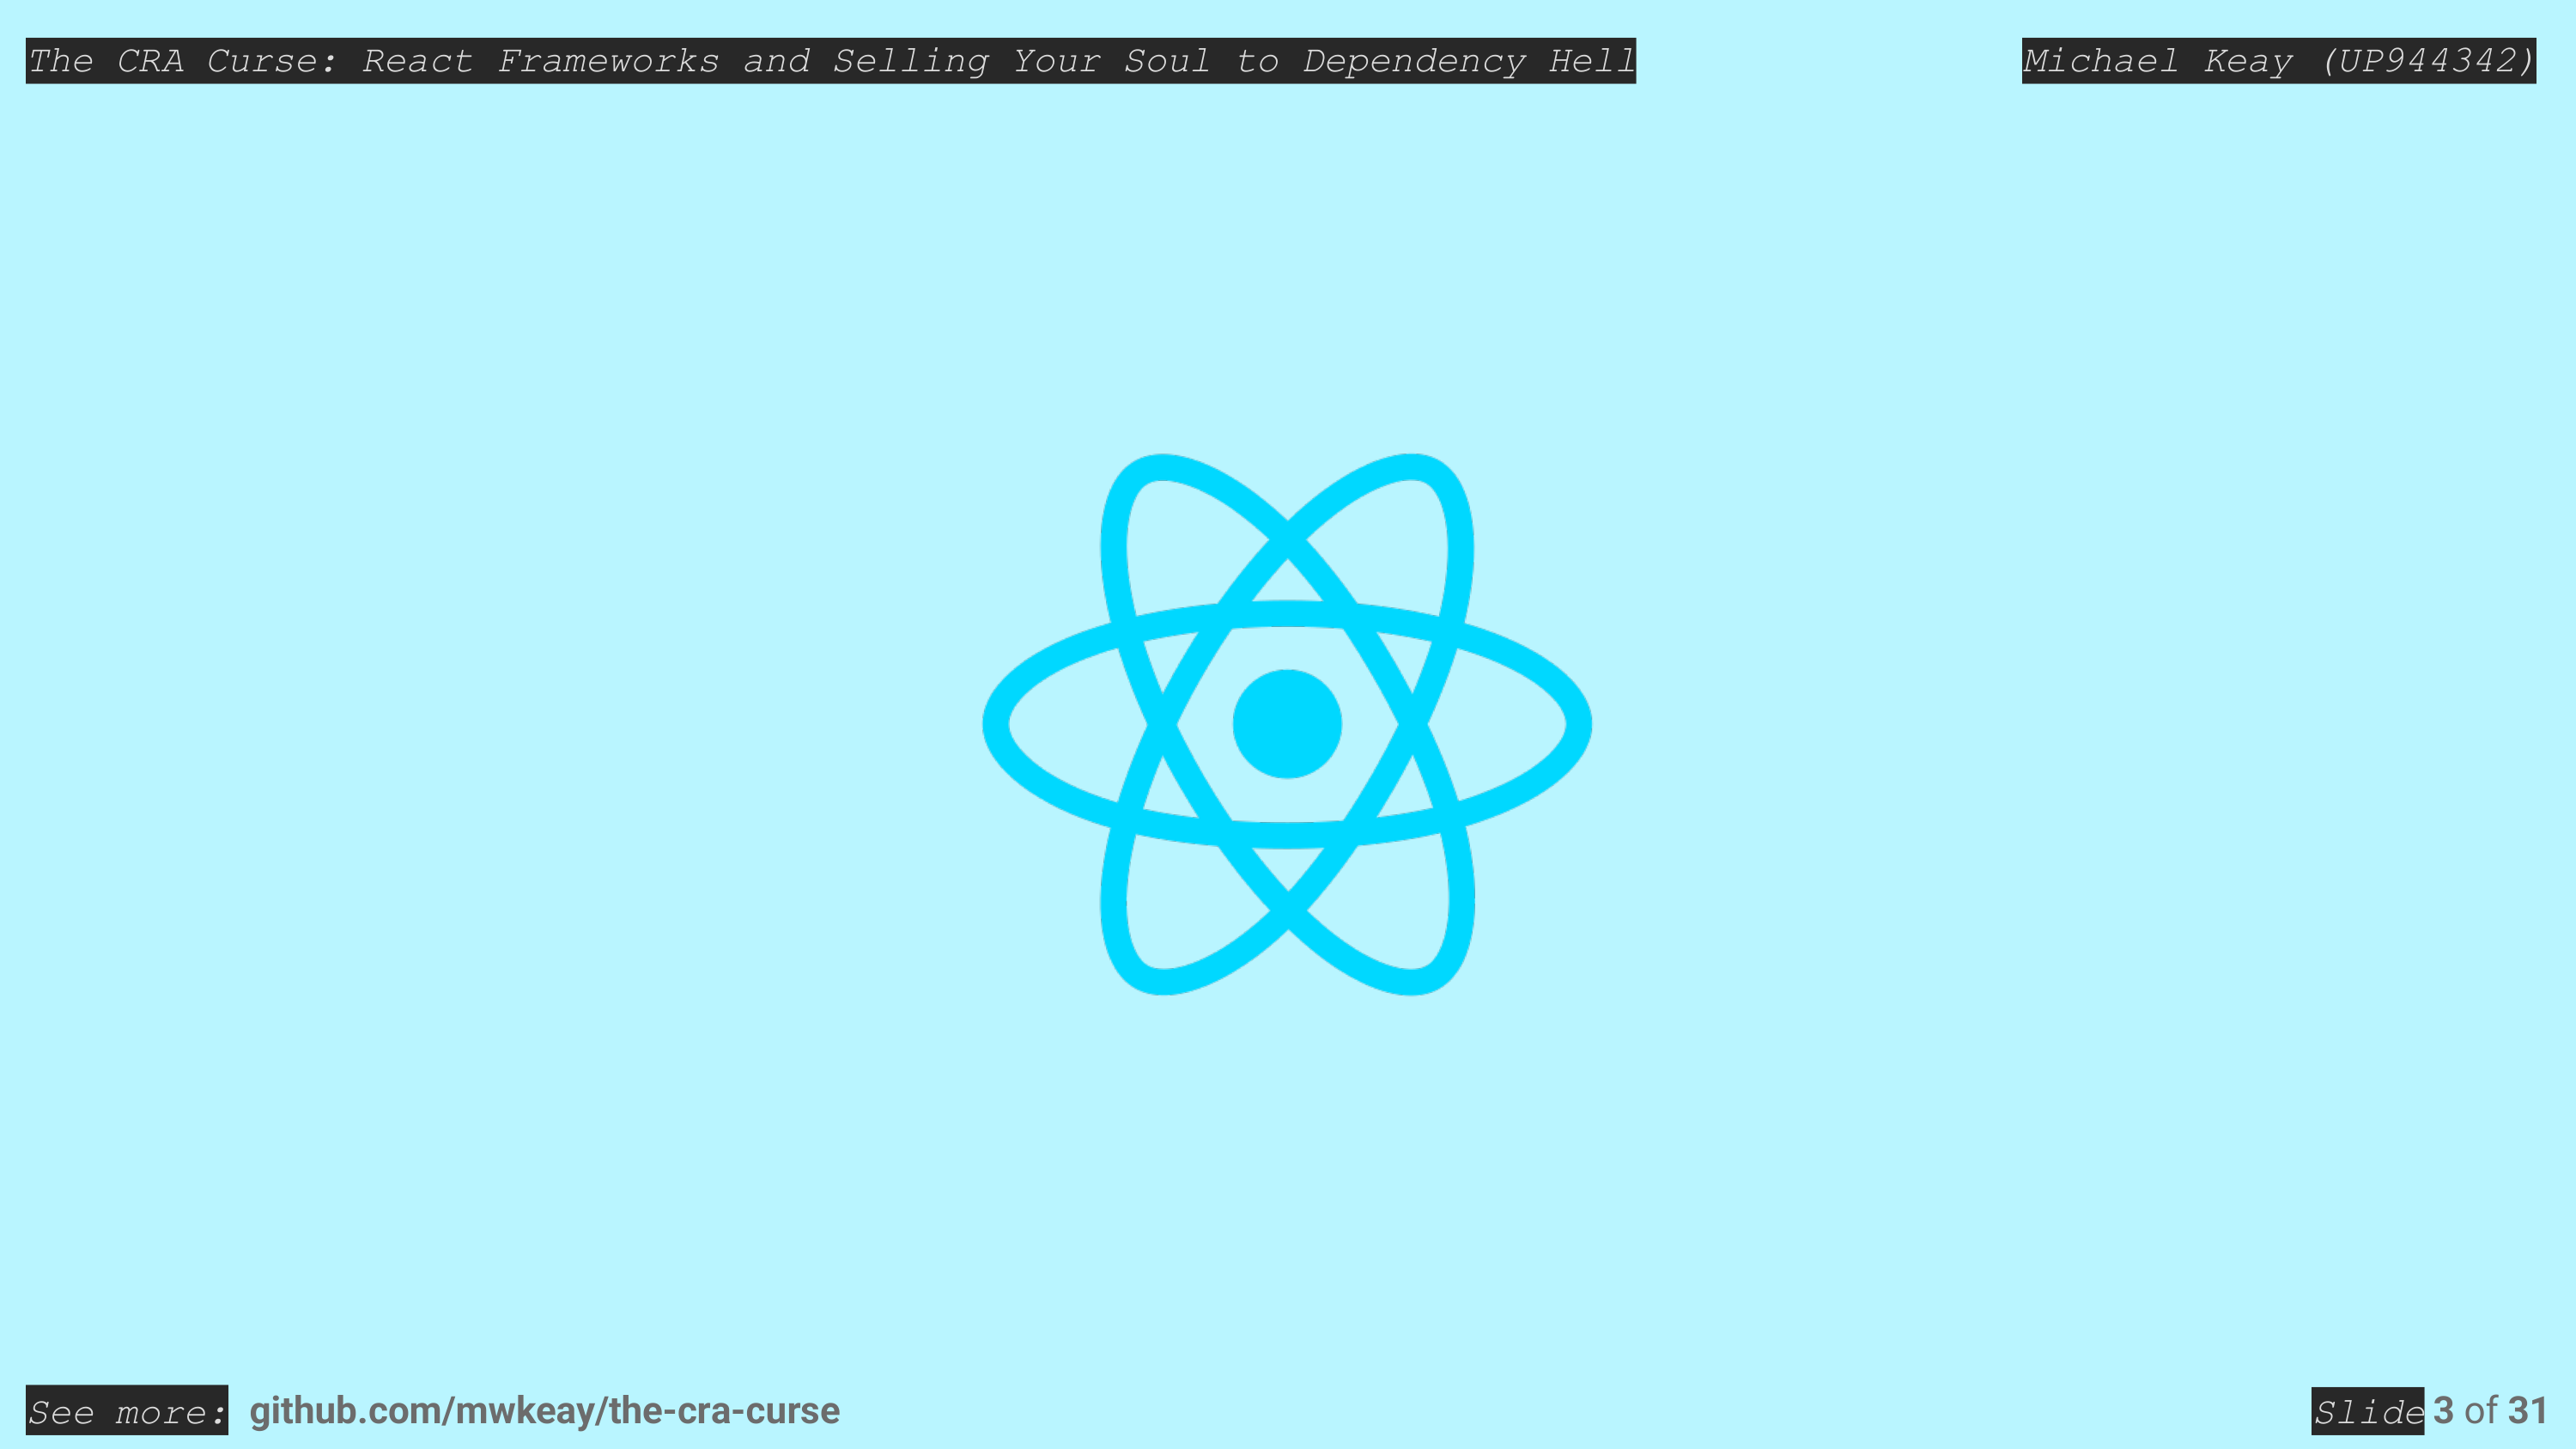 The CRA Curse: React Frameworks and Selling Your Soul to Dependency Hell
Michael Keay (UP944342)
See more: github.com/mwkeay/the-cra-curse
Slide 3 of 31